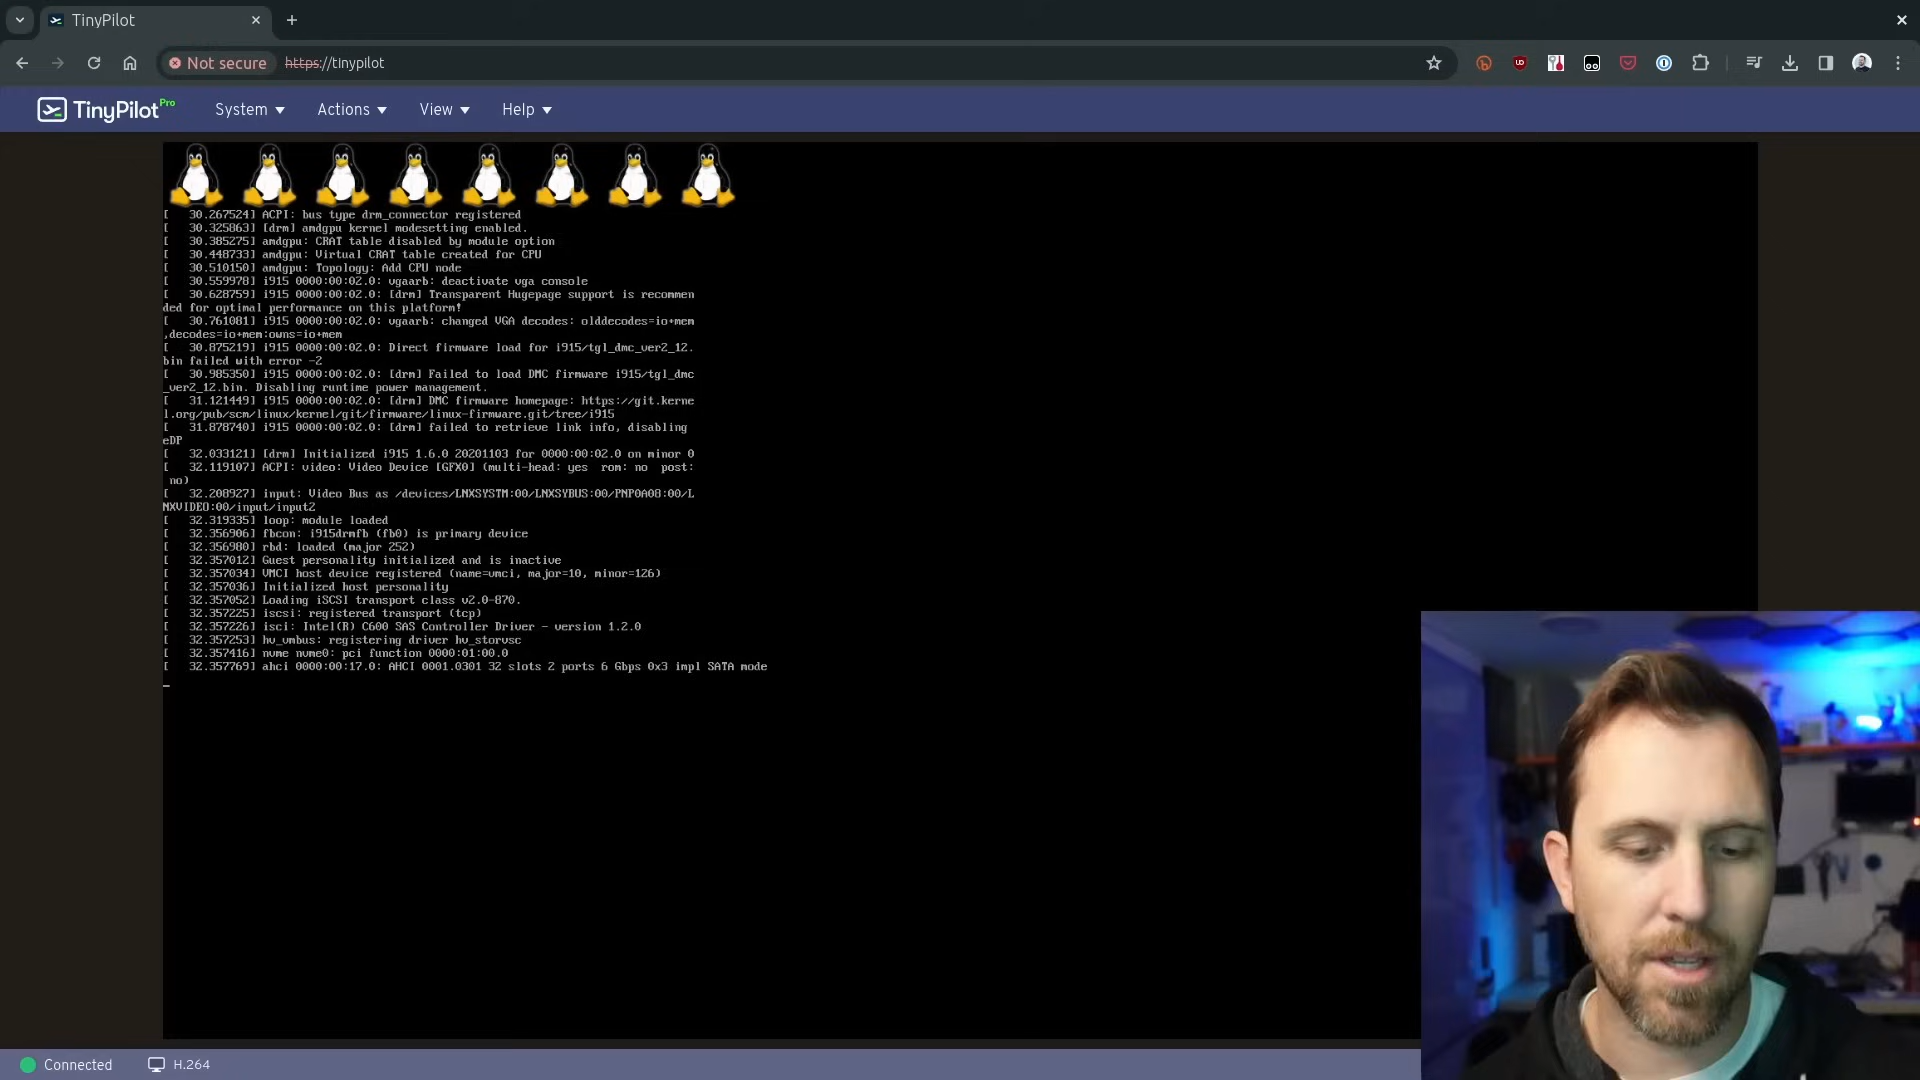 TinyPilot
Not secure
https://tinypilot
TinyPilot Pro
System
Actions
View
Help
[   30.267524] ACPI: bus type drm_connector registered
[   30.325863] [drm] amdgpu kernel modesetting enabled.
[   30.385275] amdgpu: CRAT table disabled by module option
[   30.448733] amdgpu: Virtual CRAT table created for CPU
[   30.510150] amdgpu: Topology: Add CPU node
[   30.559978] i915 0000:00:02.0: vgaarb: deactivate vga console
[   30.628759] i915 0000:00:02.0: [drm] Transparent Hugepage support is recommen
ded for optimal performance on this platform!
[   30.761081] i915 0000:00:02.0: vgaarb: changed VGA decodes: olddecodes=io+mem
,decodes=io+mem:owns=io+mem
[   30.875219] i915 0000:00:02.0: Direct firmware load for i915/tgl_dmc_ver2_12.
bin failed with error -2
[   30.985350] i915 0000:00:02.0: [drm] Failed to load DMC firmware i915/tgl_dmc
_ver2_12.bin. Disabling runtime power management.
[   31.121449] i915 0000:00:02.0: [drm] DMC firmware homepage: https://git.kerne
l.org/pub/scm/linux/kernel/git/firmware/linux-firmware.git/tree/i915
[   31.878740] i915 0000:00:02.0: [drm] failed to retrieve link info, disabling
eDP
[   32.033121] [drm] Initialized i915 1.6.0 20201103 for 0000:00:02.0 on minor 0
[   32.119107] ACPI: video: Video Device [GFX0] (multi-head: yes  rom: no  post:
 no)
[   32.208927] input: Video Bus as /devices/LNXSYSTM:00/LNXSYBUS:00/PNP0A08:00/L
NXVIDEO:00/input/input2
[   32.319335] loop: module loaded
[   32.356906] fbcon: i915drmfb (fb0) is primary device
[   32.356980] rbd: loaded (major 252)
[   32.357012] Guest personality initialized and is inactive
[   32.357034] VMCI host device registered (name=vmci, major=10, minor=126)
[   32.357036] Initialized host personality
[   32.357052] Loading iSCSI transport class v2.0-870.
[   32.357225] iscsi: registered transport (tcp)
[   32.357226] isci: Intel(R) C600 SAS Controller Driver - version 1.2.0
[   32.357253] hv_vmbus: registering driver hv_storvsc
[   32.357416] nvme nvme0: pci function 0000:01:00.0
[   32.357769] ahci 0000:00:17.0: AHCI 0001.0301 32 slots 2 ports 6 Gbps 0x3 impl SATA mode
_
Connected
H.264